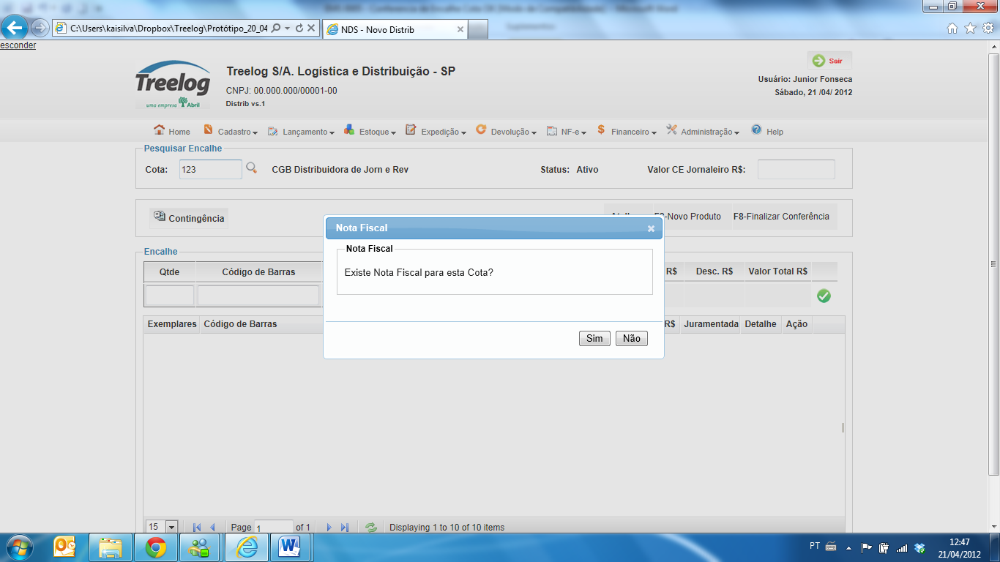 C:\Users\kaisilva\Dropbox\Treelog\Protótipo_20_04
NDS - Novo Distrib
esconder
Treelog
uma empresa Abril
Treelog S/A. Logística e Distribuição - SP
CNPJ: 00.000.000/00001-00
Distrib vs.1
Sair
Usuário: Junior Fonseca
Sábado, 21 /04/ 2012
Home Cadastro Lançamento Estoque Expedição Devolução NF-e Financeiro Administração Help
Pesquisar Encalhe
Cota: 123 CGB Distribuidora de Jorn e Rev Status: Ativo Valor CE Jornaleiro R$:
Contingência
-Novo Produto F8-Finalizar Conferência
Nota Fiscal
Nota Fiscal
Existe Nota Fiscal para esta Cota?
Sim Não
Encalhe
Qtde Código de Barras R$ Desc. R$ Valor Total R$
Exemplares Código de Barras R$ Juramentada Detalhe Ação
15 Page 1 of 1 Displaying 1 to 10 of 10 items
PT
12:47
21/04/2012